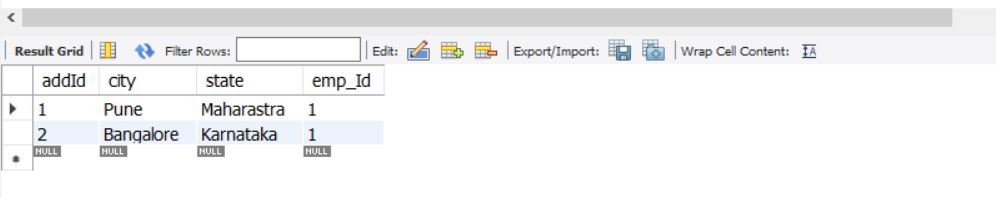 Result Grid Filter Rows: Edit: Export/Import: Wrap Cell Content: IA
addId city state emp_Id
1 Pune Maharastra 1
2 Bangalore Karnataka 1
NULL NULL NULL NULL